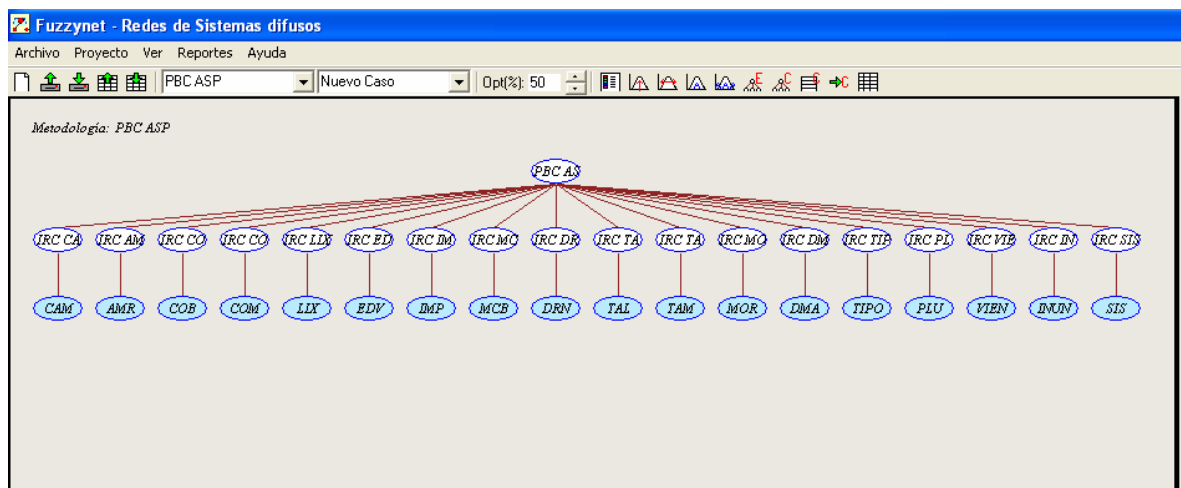 Fuzzynet - Redes de Sistemas difusos
Archivo Proyecto Ver Reportes Ayuda
PBC ASP Nuevo Caso Opt(%): 50
Metodología: PBC ASP
PBC AS
IRC CA IRC AM IRC CO IRC CO IRC LIX IRC ED IRC IM IRC MC IRC DR IRC TA IRC TA IRC MO IRC DM IRC TIP IRC PL IRC VIE IRC IN IRC SIS
CAM AMR COB COM LIX EDV IMP MCB DRN TAL TAM MOR DMA TIPO PLU VIEN INUN SIS